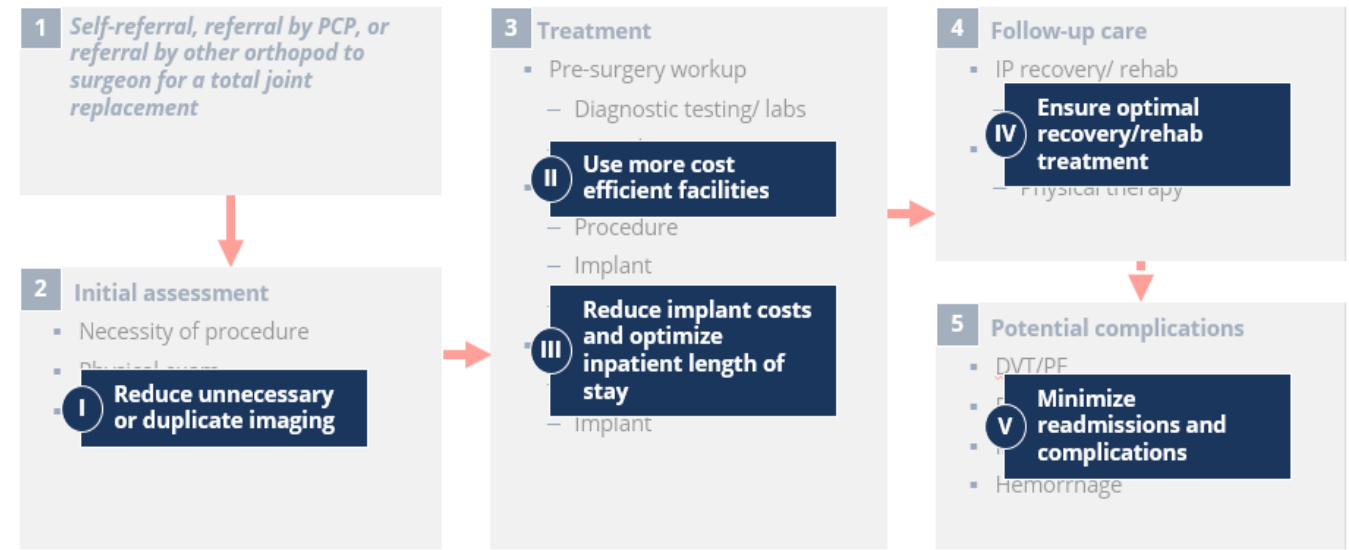 1
Self-referral, referral by PCP, or
referral by other orthopod to
surgeon for a total joint
replacement
2
Initial assessment
Necessity of procedure
Physical exam
I
Reduce unnecessary
or duplicate imaging
3
Treatment
Pre-surgery workup
– Diagnostic testing/ labs
II
Use more cost
efficient facilities
– Procedure
– Implant
III
Reduce implant costs
and optimize
inpatient length of
stay
– Implant
4
Follow-up care
IP recovery/ rehab
IV
Ensure optimal
recovery/rehab
treatment
– Physical therapy
5
Potential complications
DVT/PE
V
Minimize
readmissions and
complications
Hemorrhage